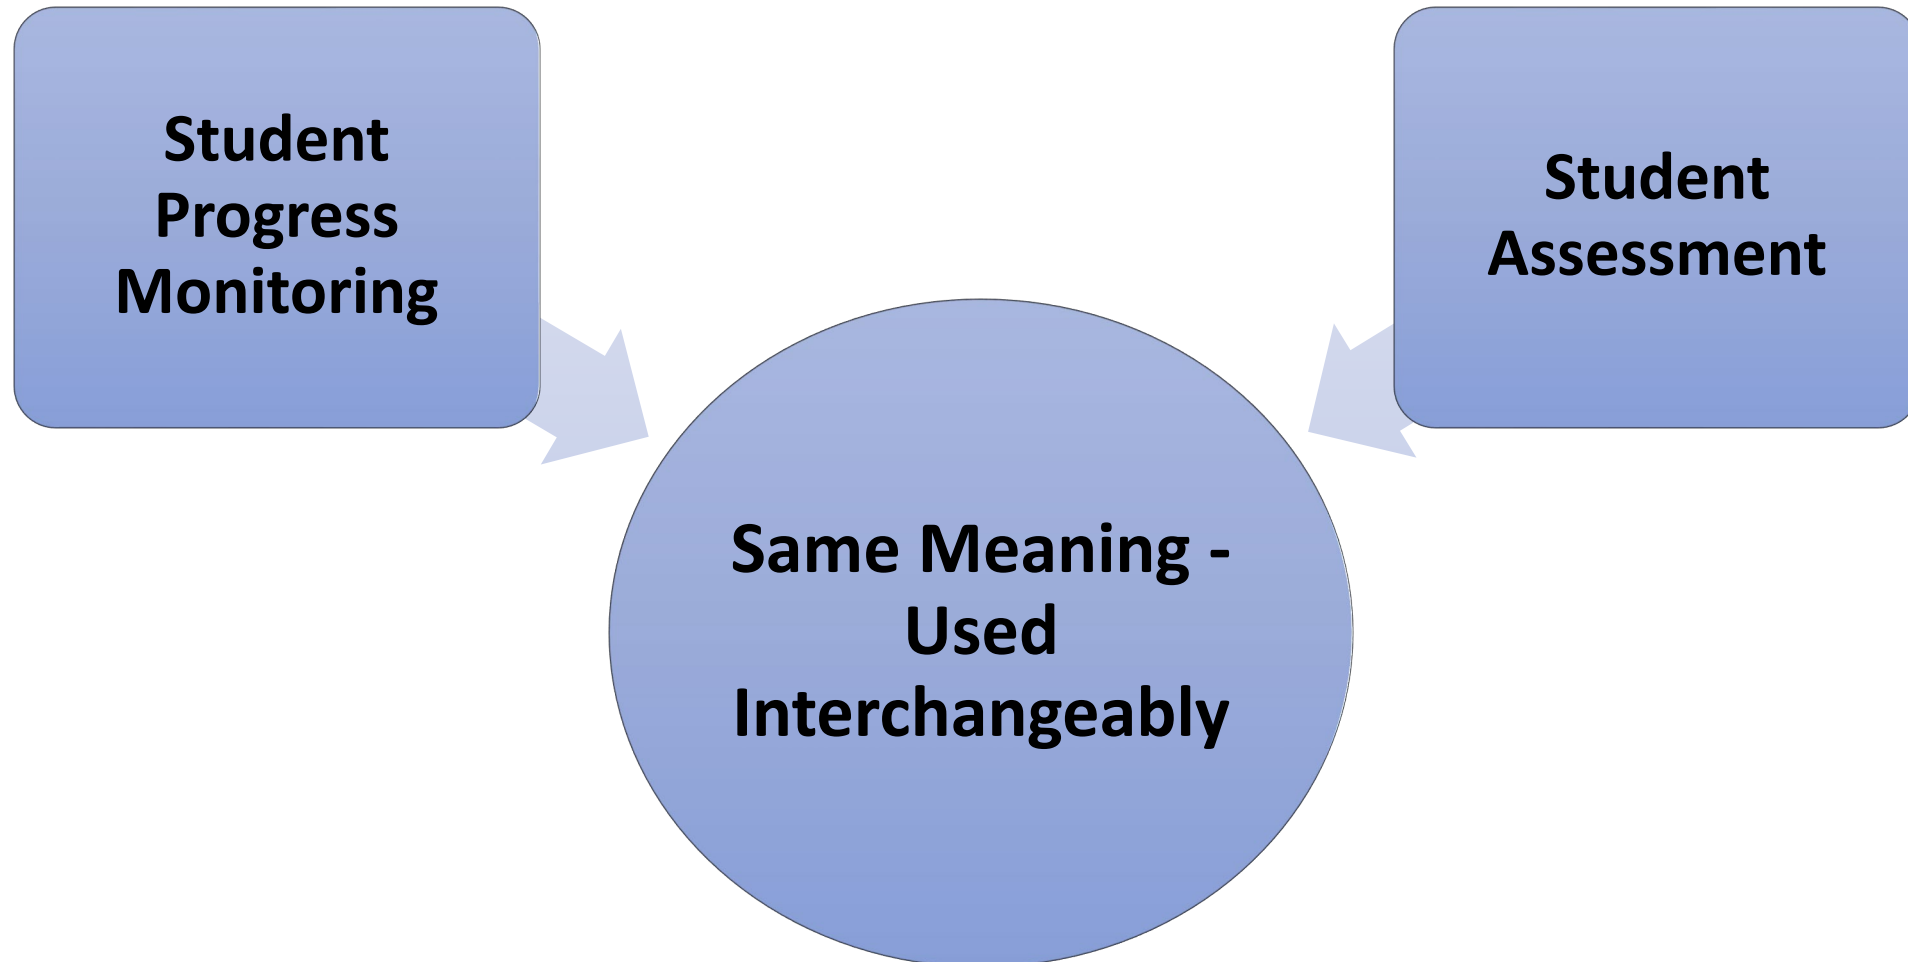 Student
Progress
Monitoring
Student
Assessment
Same Meaning -
Used
Interchangeably